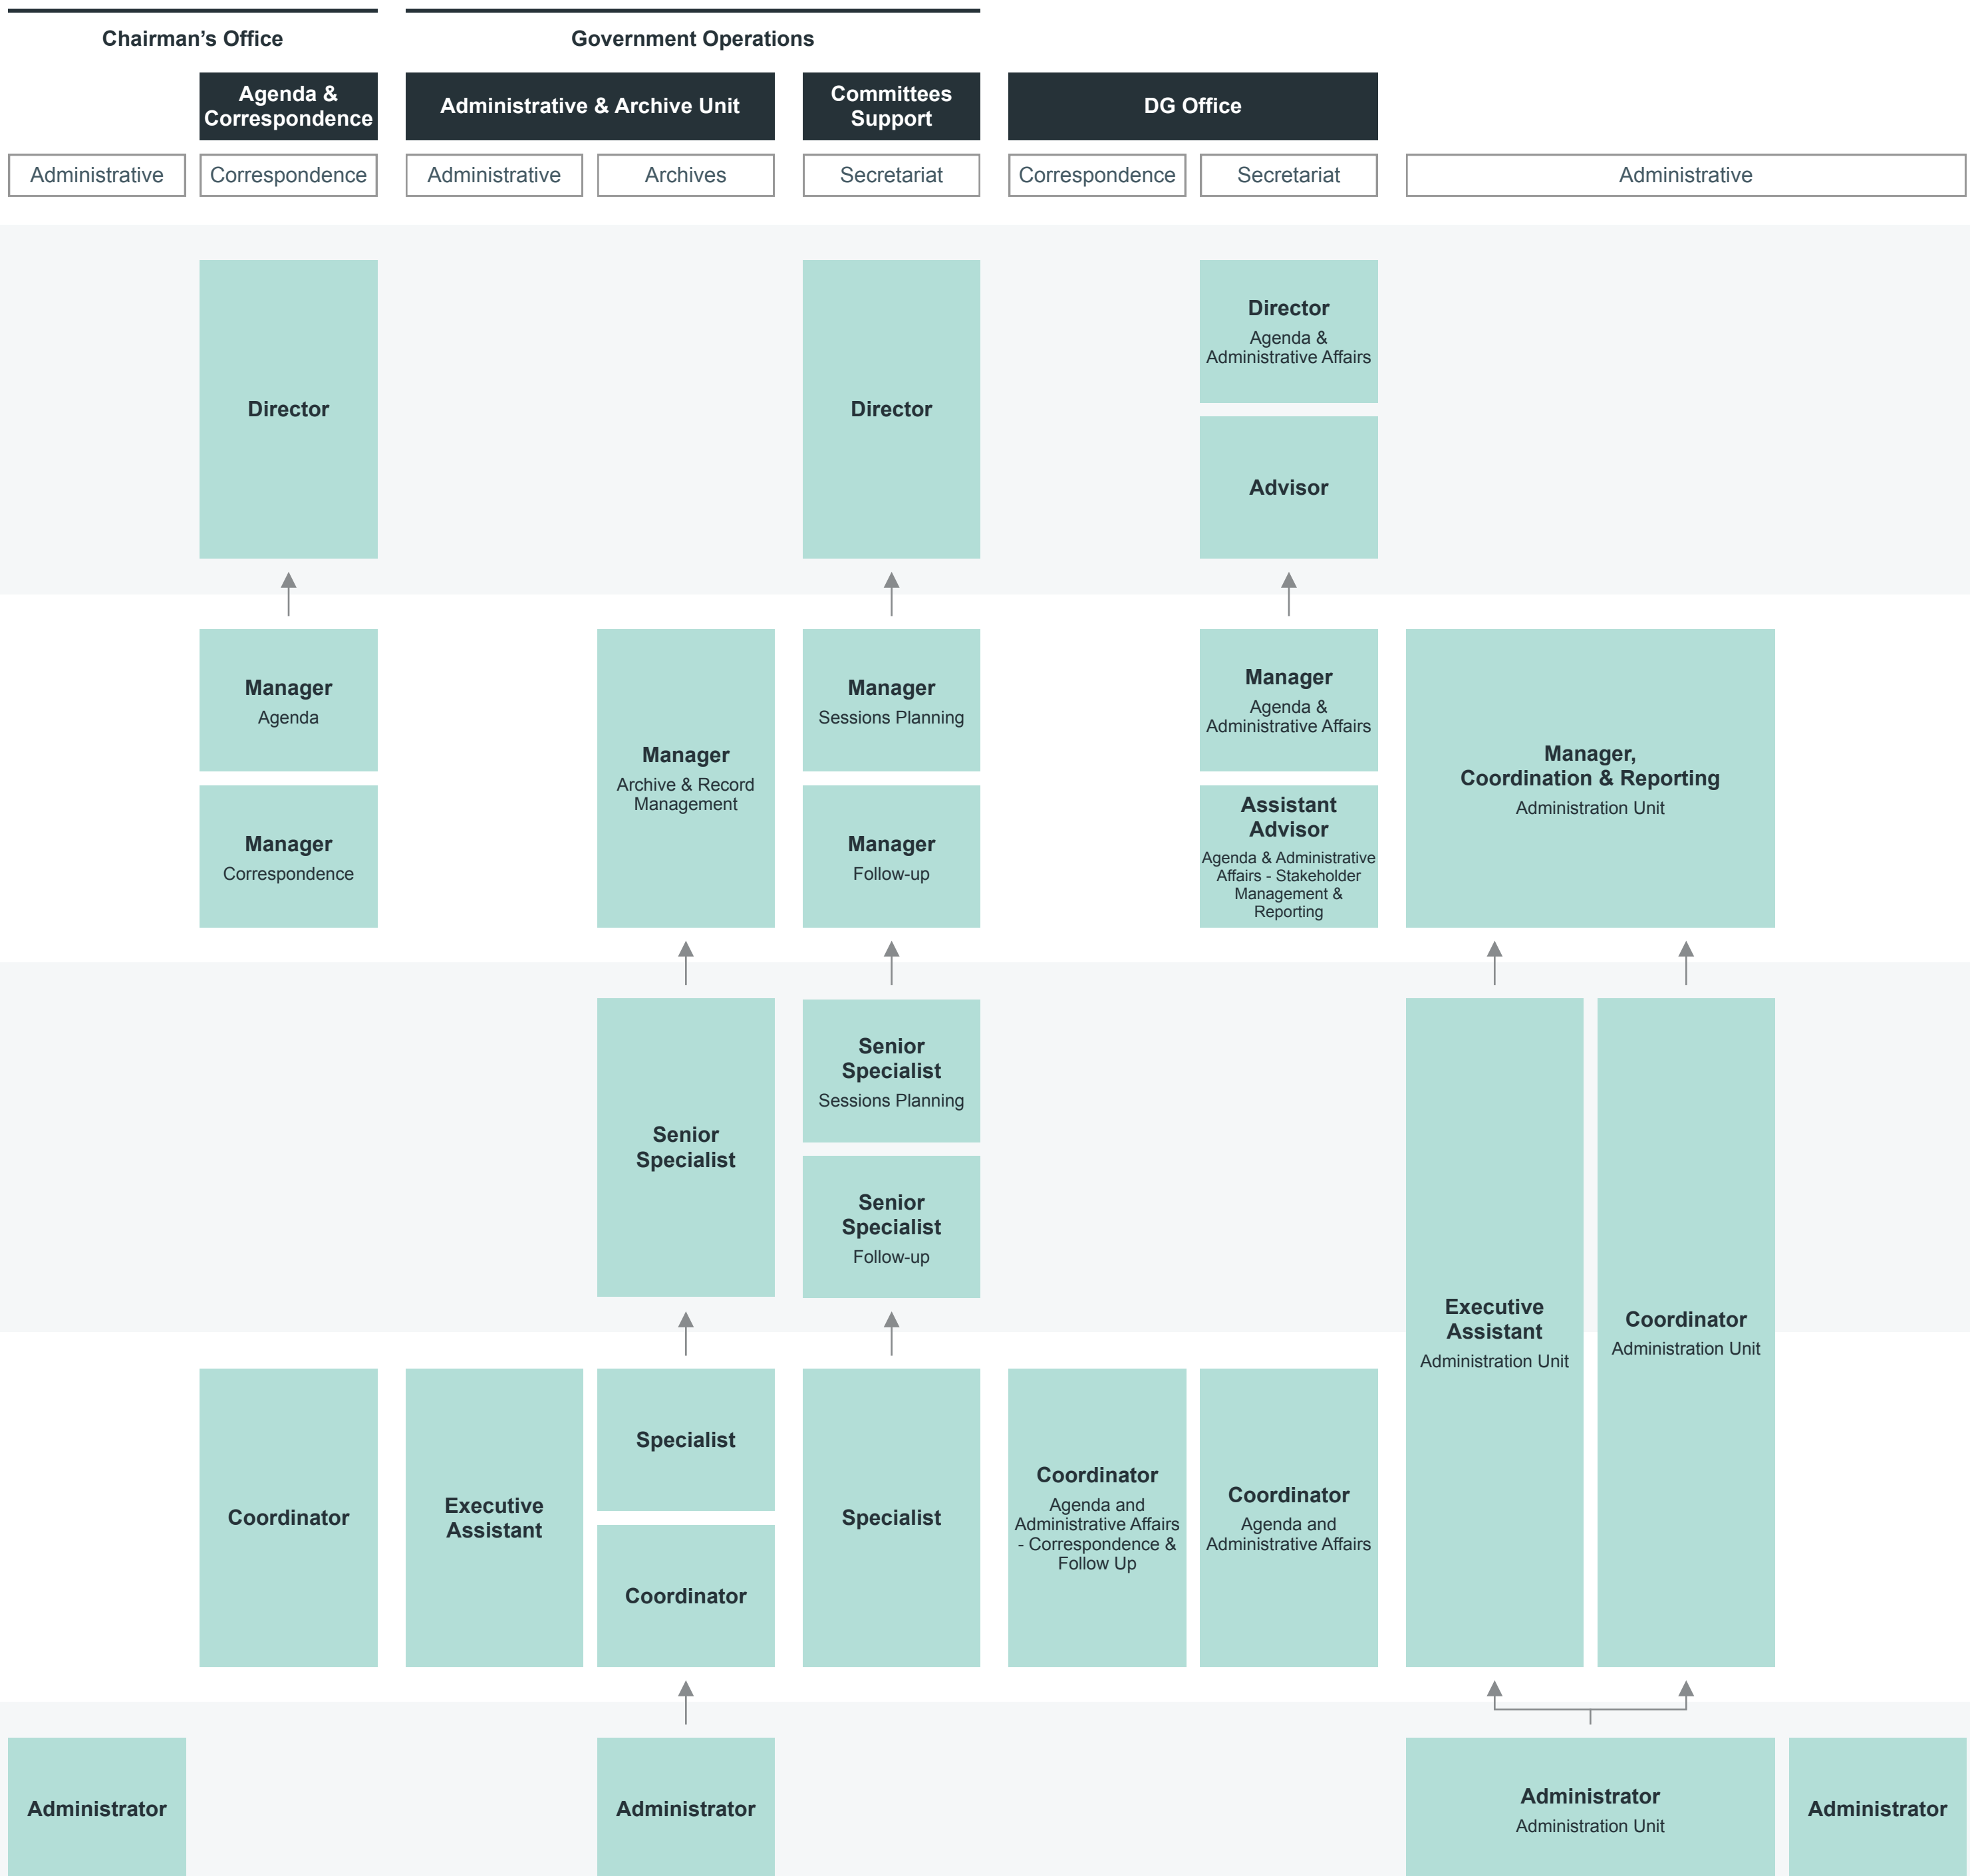 Chairman’s Office
Government Operations
Agenda &
Correspondence
Administrative & Archive Unit
Committees
Support
DG Office
Administrative
Correspondence
Administrative
Archives
Secretariat
Correspondence
Secretariat
Administrative
Director
Director
Director
Agenda &
Administrative Affairs
Advisor
Manager
Agenda
Manager
Correspondence
Manager
Archive & Record
Management
Manager
Sessions Planning
Manager
Follow-up
Manager
Agenda &
Administrative Affairs
Assistant
Advisor
Agenda & Administrative
Affairs - Stakeholder
Management &
Reporting
Manager,
Coordination & Reporting
Administration Unit
Senior
Specialist
Senior
Specialist
Sessions Planning
Senior
Specialist
Follow-up
Executive
Assistant
Administration Unit
Coordinator
Administration Unit
Coordinator
Executive
Assistant
Specialist
Coordinator
Specialist
Coordinator
Agenda and
Administrative Affairs
- Correspondence &
Follow Up
Coordinator
Agenda and
Administrative Affairs
Administrator
Administrator
Administrator
Administration Unit
Administrator